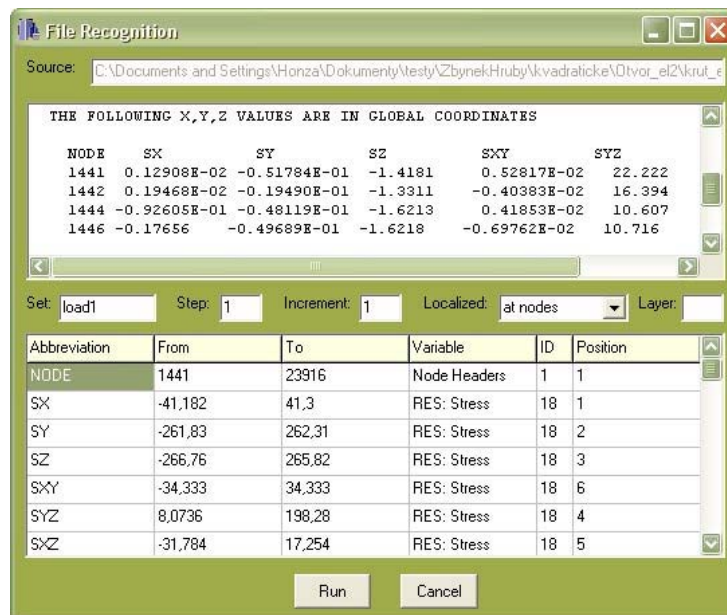 File Recognition
Source: C:\Documents and Settings\Honza\Dokumenty\testy\ZbynekHruby\kvadraticke\Otvor_el2\krut_e
THE FOLLOWING X,Y,Z VALUES ARE IN GLOBAL COORDINATES
NODE SX SY SZ SXY SYZ
1441 0.12908E-02 -0.51784E-01 -1.4181 0.52817E-02 22.222
1442 0.19468E-02 -0.19490E-01 -1.3311 -0.40383E-02 16.394
1444 -0.92605E-01 -0.48119E-01 -1.6213 0.41853E-02 10.607
1446 -0.17656 -0.49689E-01 -1.6218 -0.69762E-02 10.716
Set: load1 Step: 1 Increment: 1 Localized: at nodes Layer:
Abbreviation From To Variable ID Position
NODE 1441 23916 Node Headers 1 1
SX -41,182 41,3 RES: Stress 18 1
SY -261,83 262,31 RES: Stress 18 2
SZ -266,76 265,82 RES: Stress 18 3
SXY -34,333 34,333 RES: Stress 18 6
SYZ 8,0736 198,28 RES: Stress 18 4
SXZ -31,784 17,254 RES: Stress 18 5
Run Cancel